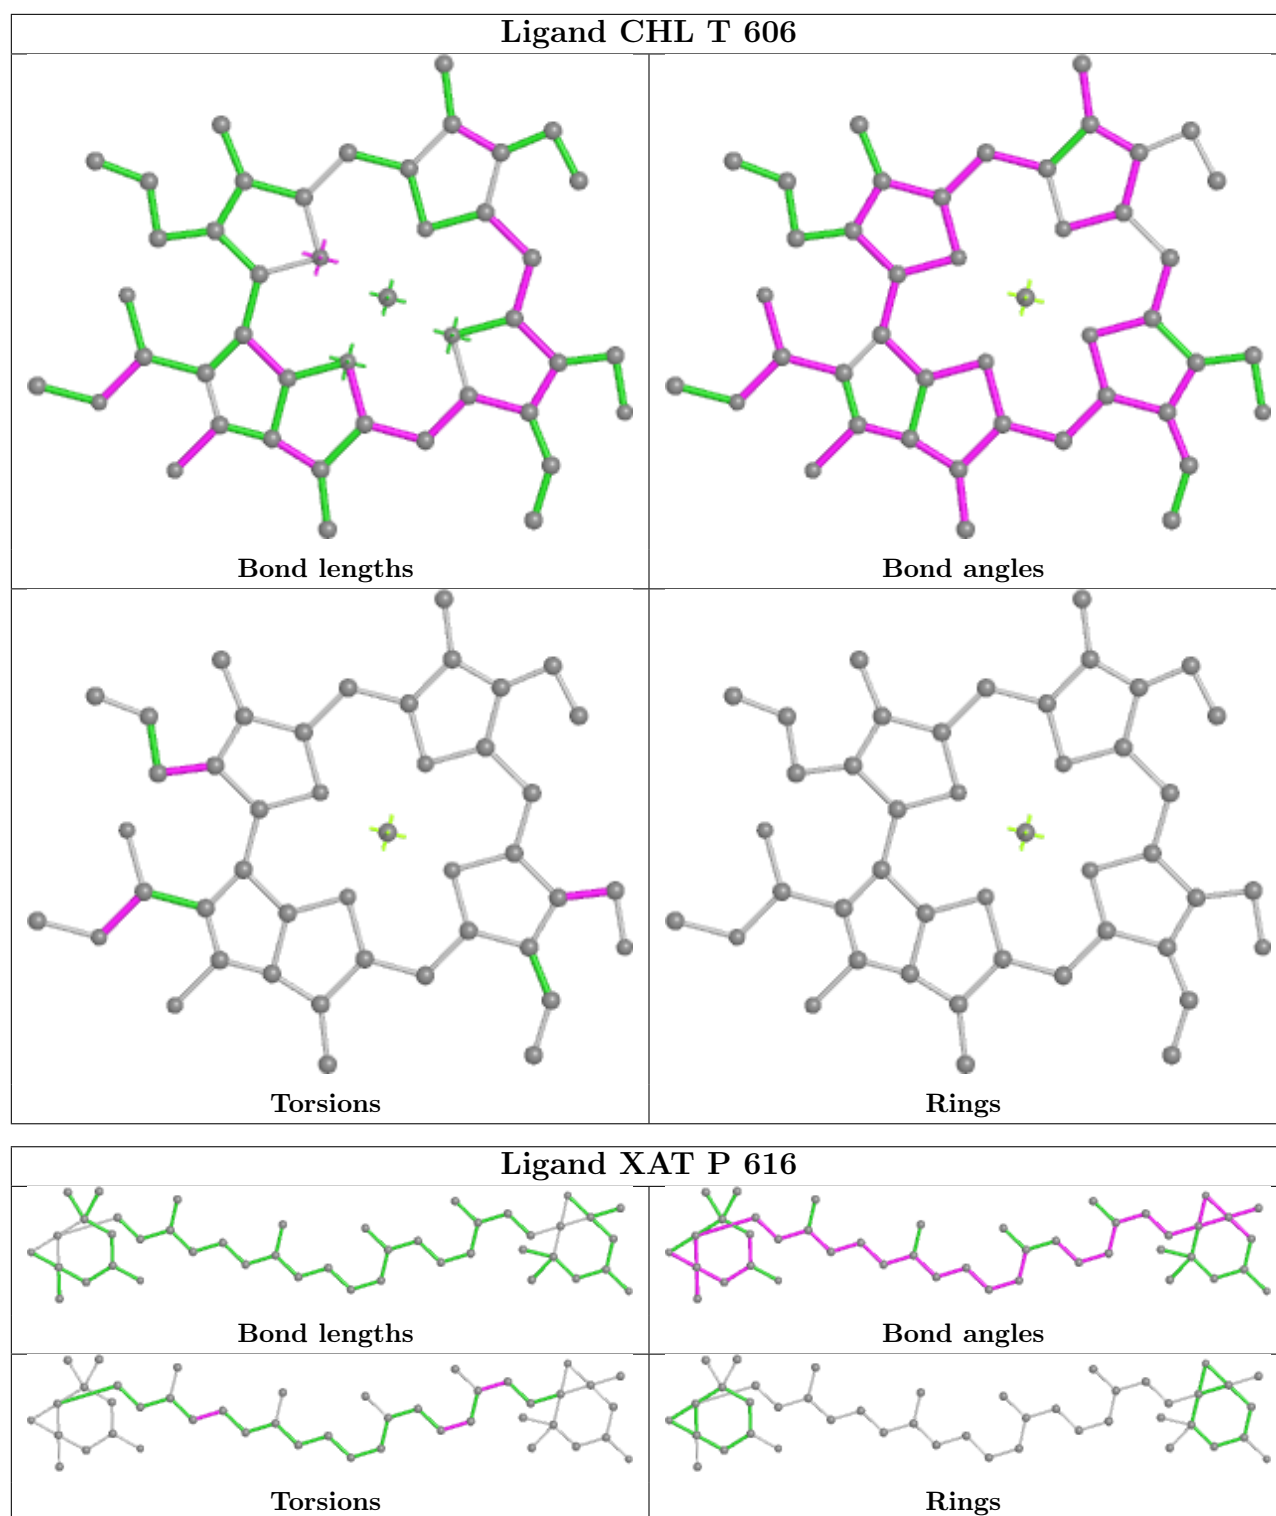 Ligand CHL T 606
Bond lengths
Bond angles
Torsions
Rings
Ligand XAT P 616
Bond lengths
Bond angles
Torsions
Rings